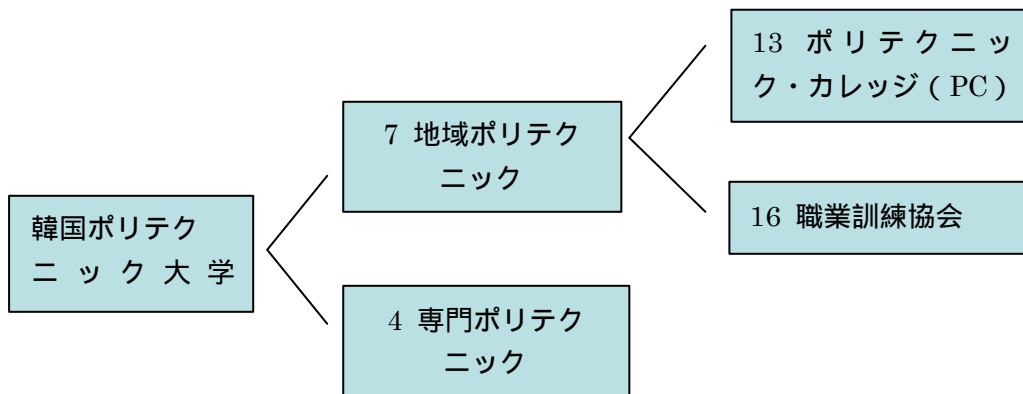 韓国ポリテク
ニック大学
7 地域ポリテク
ニック
4 専門ポリテク
ニック
13 ポリテクニッ
ク・カレッジ（PC）
16 職業訓練協会